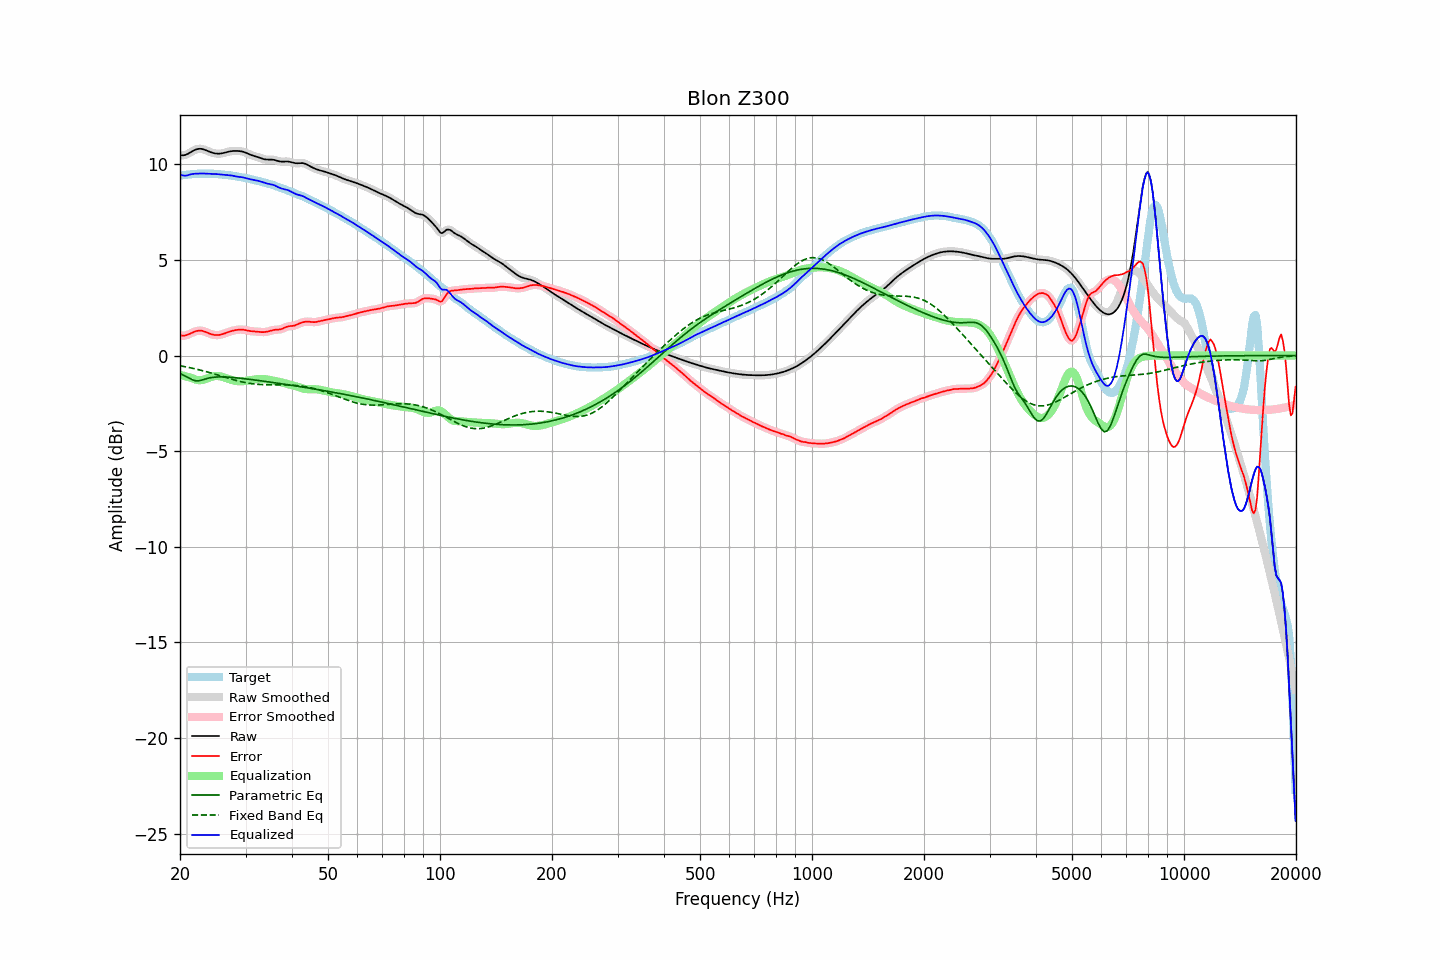 Blon Z300
10
5
0
−5
−10
−15
−20
−25
Amplitude (dBr)
Target
Raw Smoothed
Error Smoothed
Raw
Error
Equalization
Parametric Eq
Fixed Band Eq
Equalized
20 50 100 200 500 1000 2000 5000 10000 20000
Frequency (Hz)